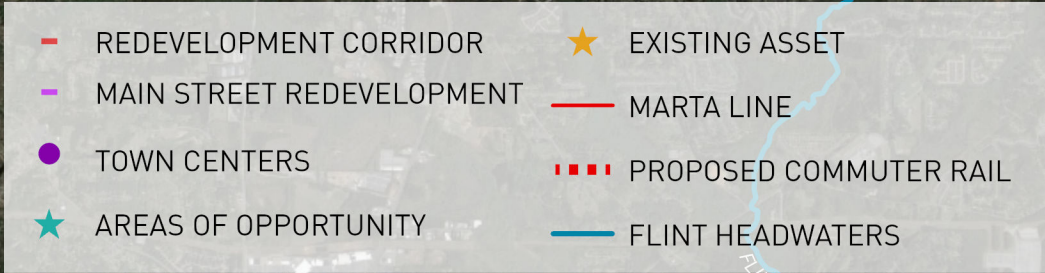 REDEVELOPMENT CORRIDOR
MAIN STREET REDEVELOPMENT
TOWN CENTERS
AREAS OF OPPORTUNITY
EXISTING ASSET
MARTA LINE
PROPOSED COMMUTER RAIL
FLINT HEADWATERS
FLI